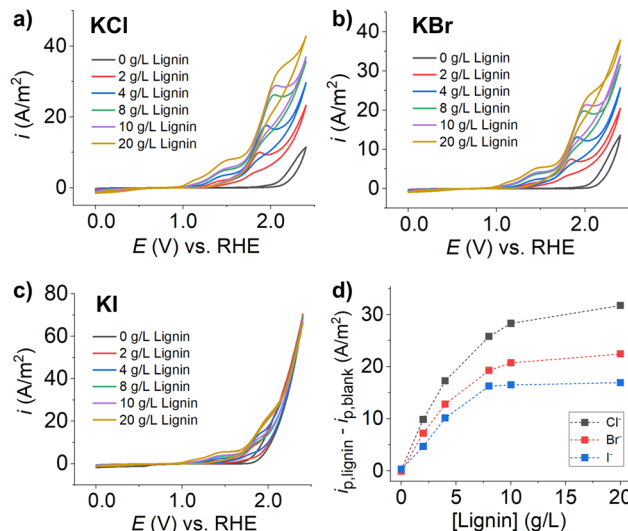 a)
KCl
0 g/L Lignin
2 g/L Lignin
4 g/L Lignin
8 g/L Lignin
10 g/L Lignin
20 g/L Lignin
i (A/m²)
40
20
0
0.0 1.0 2.0
E (V) vs. RHE
b)
KBr
0 g/L Lignin
2 g/L Lignin
4 g/L Lignin
8 g/L Lignin
10 g/L Lignin
20 g/L Lignin
i (A/m²)
40
30
20
10
0
0.0 1.0 2.0
E (V) vs. RHE
c)
KI
0 g/L Lignin
2 g/L Lignin
4 g/L Lignin
8 g/L Lignin
10 g/L Lignin
20 g/L Lignin
i (A/m²)
80
60
40
20
0
0.0 1.0 2.0
E (V) vs. RHE
d)
i p,lignin - i p,blank (A/m²)
30
20
10
0
Cl⁻
Br⁻
I⁻
0 5 10 15 20
[Lignin] (g/L)